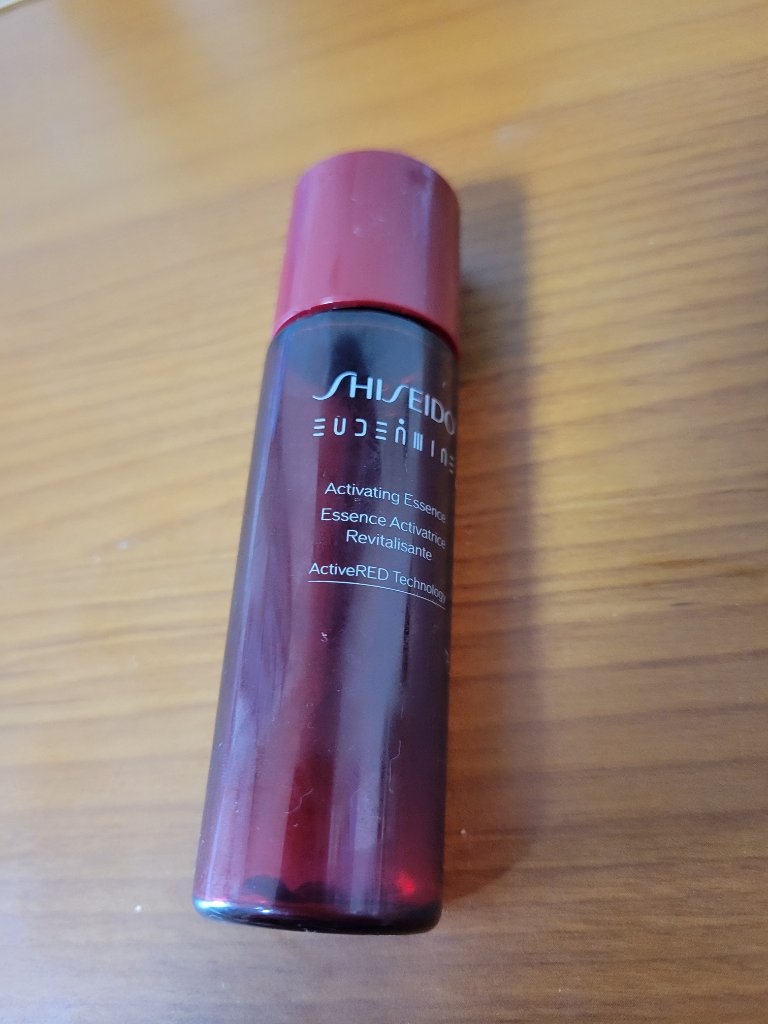 SHISEIDO
EUDERMINE
Activating Essence
Essence Activatrice
Revitalisante
ActiveRED Technology